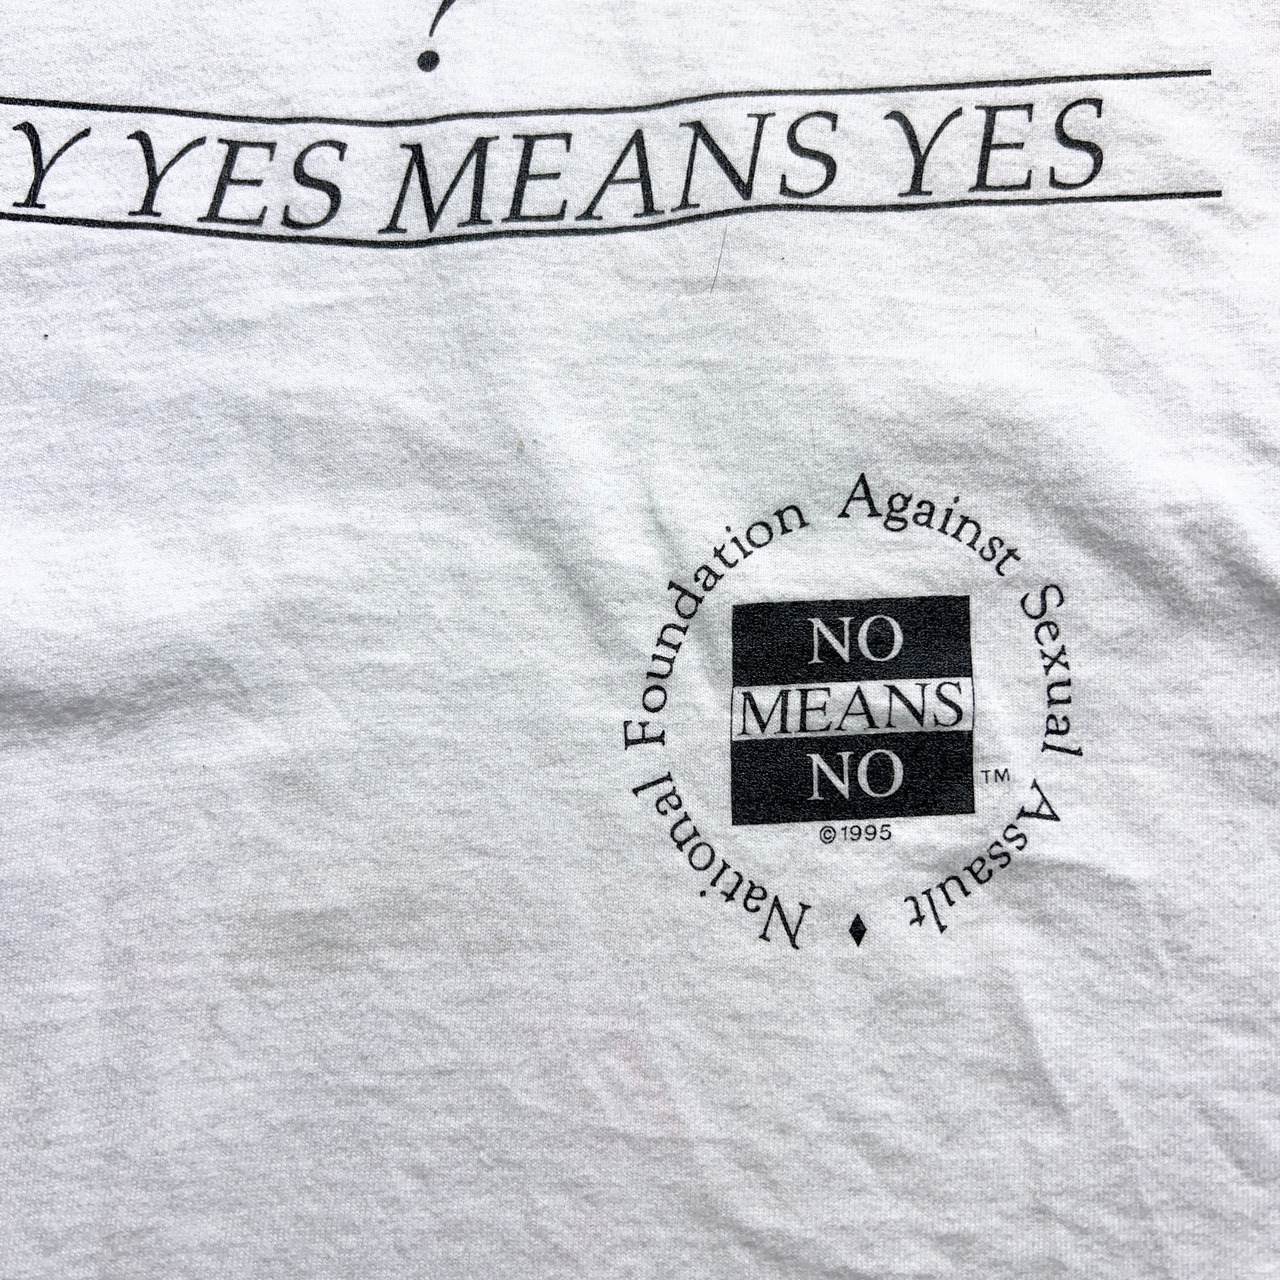 ?
Y YES MEANS YES
National Foundation Against Sexual Assault ♦
NO
MEANS
NO
TM
©1995